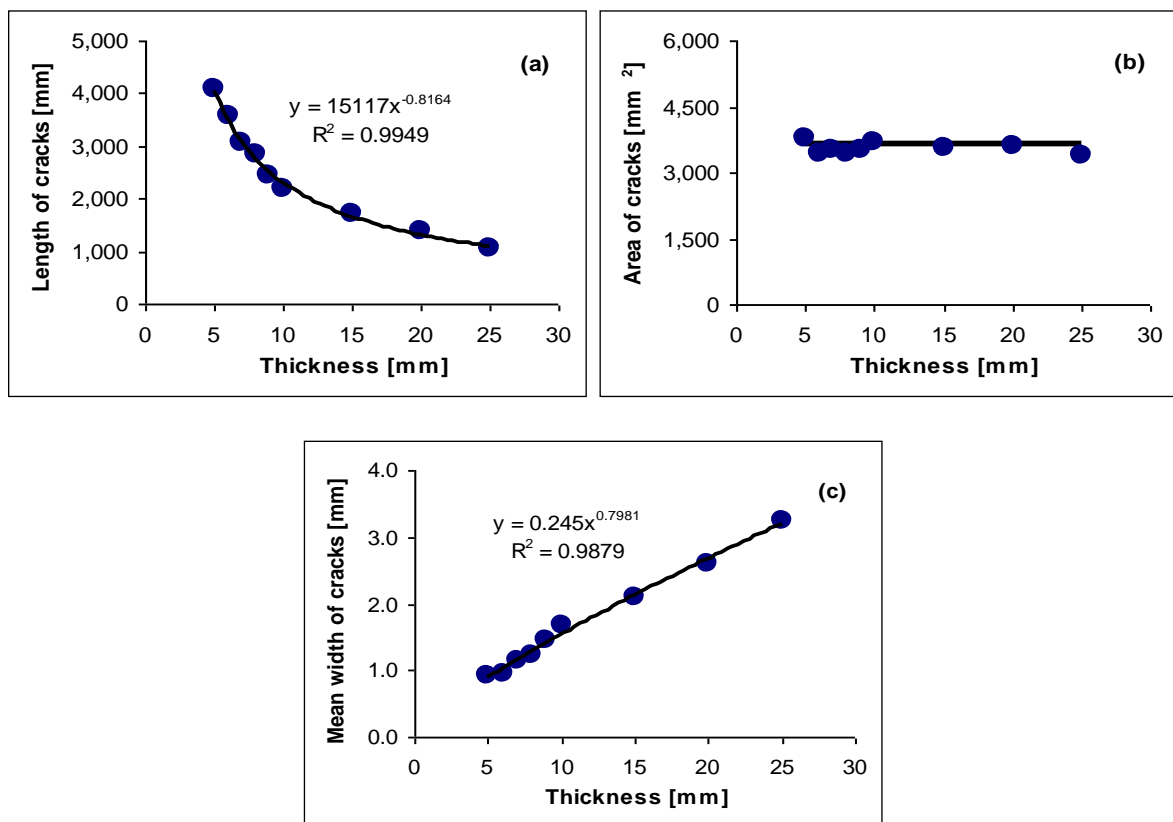 Length of cracks [mm]
5,000
4,000
3,000
2,000
1,000
0
(a)
y = 15117x^-0.8164
R² = 0.9949
0 5 10 15 20 25 30
Thickness [mm]
Area of cracks [mm ²]
6,000
4,500
3,000
1,500
0
(b)
0 5 10 15 20 25 30
Thickness [mm]
Mean width of cracks [mm]
4.0
3.0
2.0
1.0
0.0
(c)
y = 0.245x^0.7981
R² = 0.9879
0 5 10 15 20 25 30
Thickness [mm]